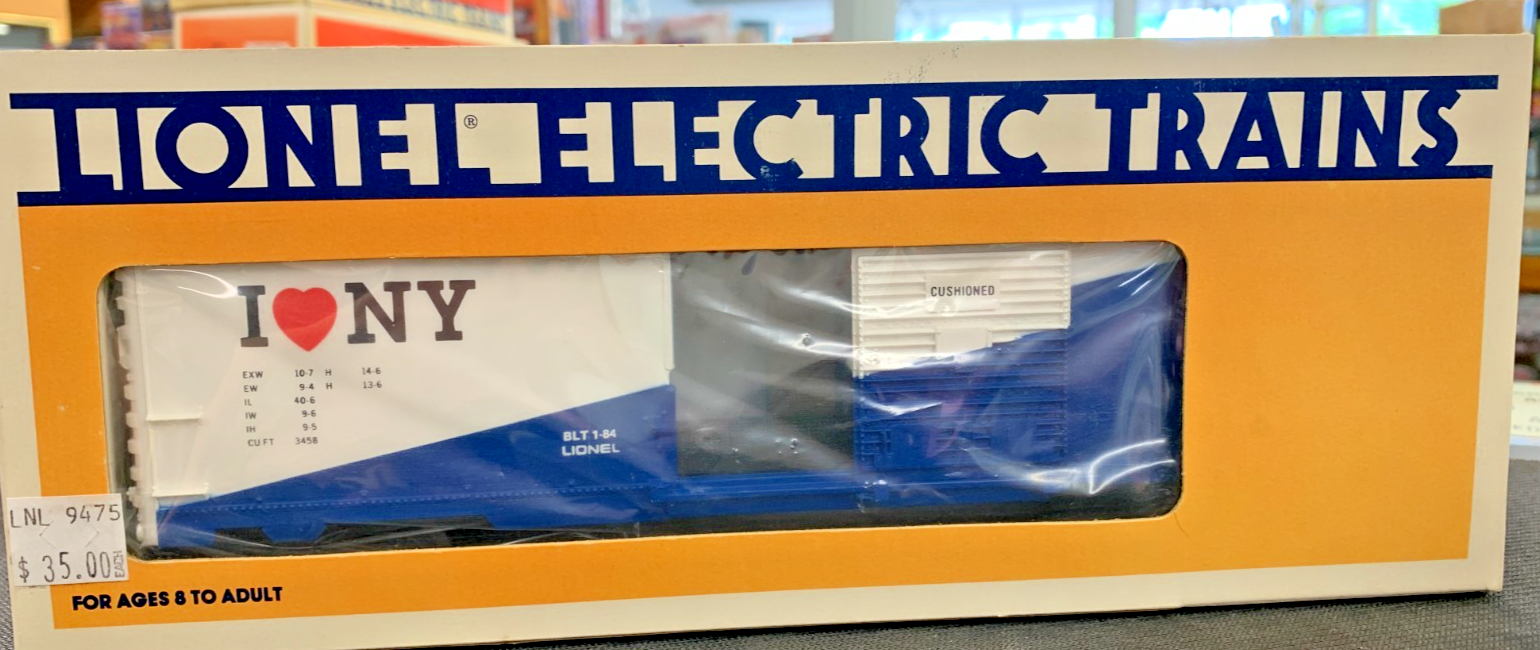 LIONEL® ELECTRIC TRAINS
I ❤ NY
CUSHIONED
EXW 10-7 H 14-6
EW 9-4 H 13-6
IL 40-6
IW 9-6
IH 9-5
CU FT 3458
BLT 1-84
LIONEL
LNL 9475
$ 35.00 EACH
FOR AGES 8 TO ADULT